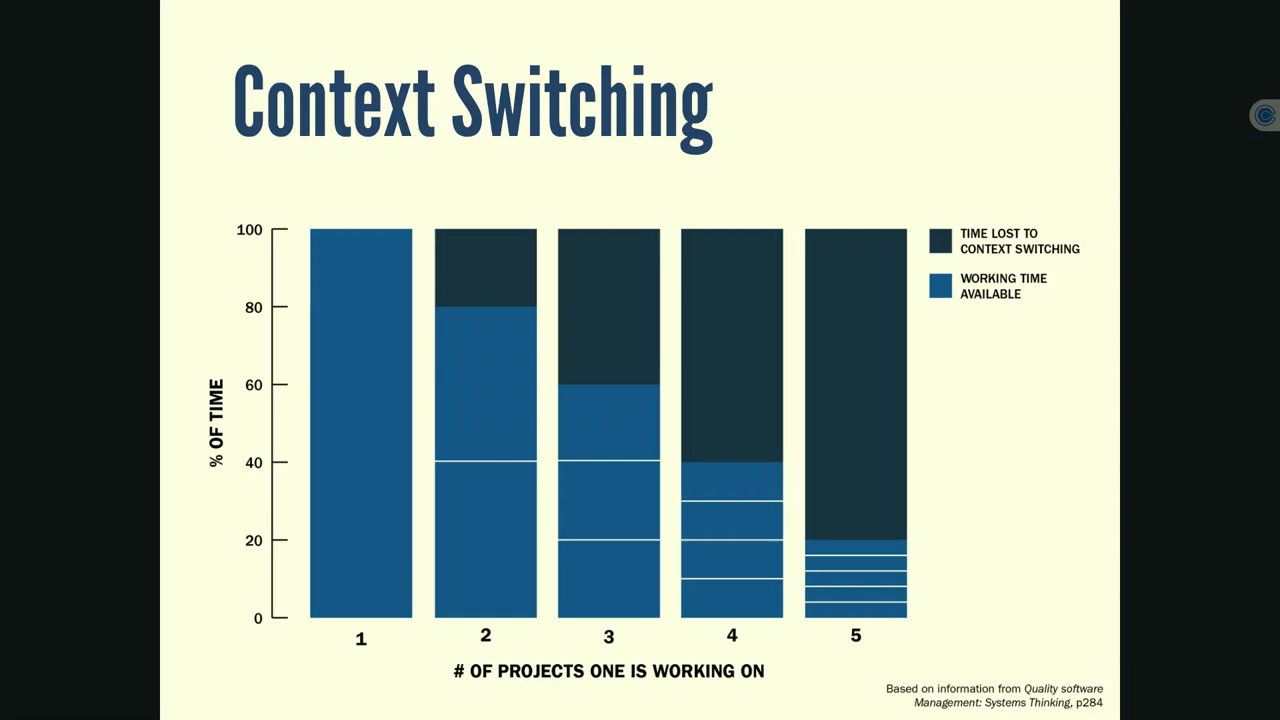 Context Switching
100
80
60
40
20
0
% OF TIME
TIME LOST TO
CONTEXT SWITCHING
WORKING TIME
AVAILABLE
1 2 3 4 5
# OF PROJECTS ONE IS WORKING ON
Based on information from Quality software
Management: Systems Thinking, p284